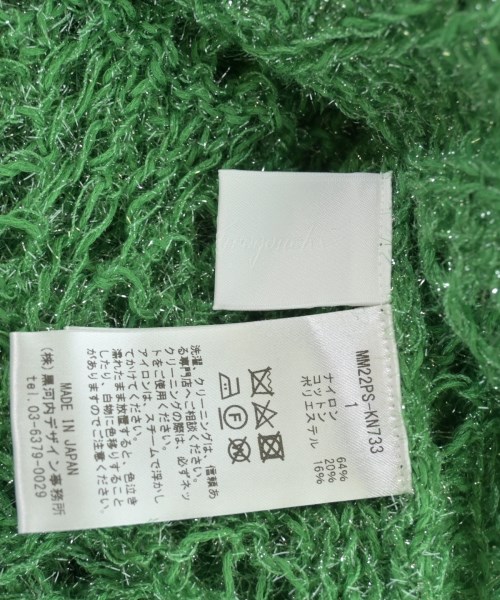 MM22PS-KN733
1
ナイロン 64%
コットン 20%
ポリエステル 16%
洗濯、クリーニングは、信頼あ
る専門店へご相談ください。
クリーニングの際は、必ずネッ
トをご使用ください。
アイロンは、スチームで浮かし
てかけてください。
濡れたまま放置すると、色泣き
したり、白物に色移りすること
がありますのでご注意ください。
MADE IN JAPAN
(株)黒河内デザイン事務所
tel.03-6379-0029